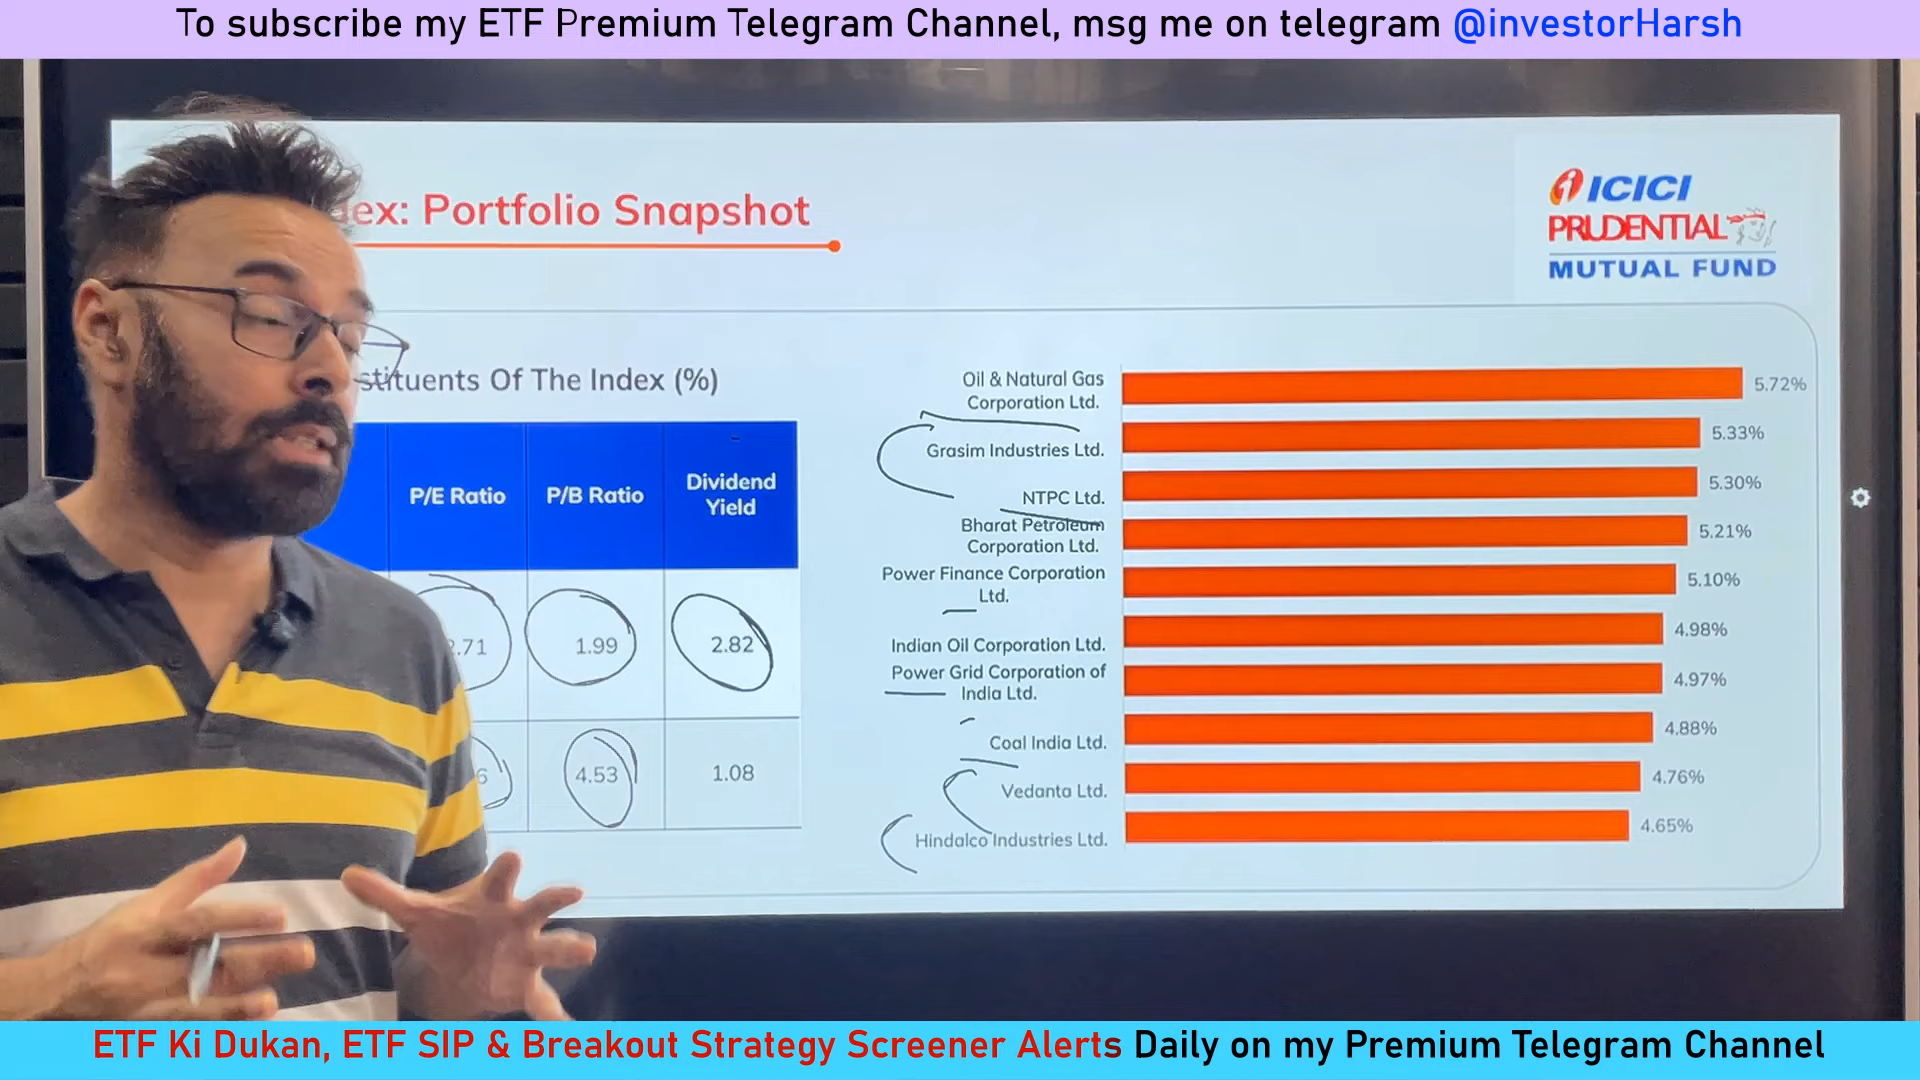 To subscribe my ETF Premium Telegram Channel, msg me on telegram @investorHarsh
ex: Portfolio Snapshot
ICICI
PRUDENTIAL
MUTUAL FUND
stituents Of The Index (%)
P/E Ratio
P/B Ratio
Dividend
Yield
.71
1.99
2.82
6
4.53
1.08
Oil & Natural Gas
Corporation Ltd.
5.72%
Grasim Industries Ltd.
5.33%
NTPC Ltd.
5.30%
Bharat Petroleum
Corporation Ltd.
5.21%
Power Finance Corporation
Ltd.
5.10%
Indian Oil Corporation Ltd.
4.98%
Power Grid Corporation of
India Ltd.
4.97%
Coal India Ltd.
4.88%
Vedanta Ltd.
4.76%
Hindalco Industries Ltd.
4.65%
ETF Ki Dukan, ETF SIP & Breakout Strategy Screener Alerts Daily on my Premium Telegram Channel